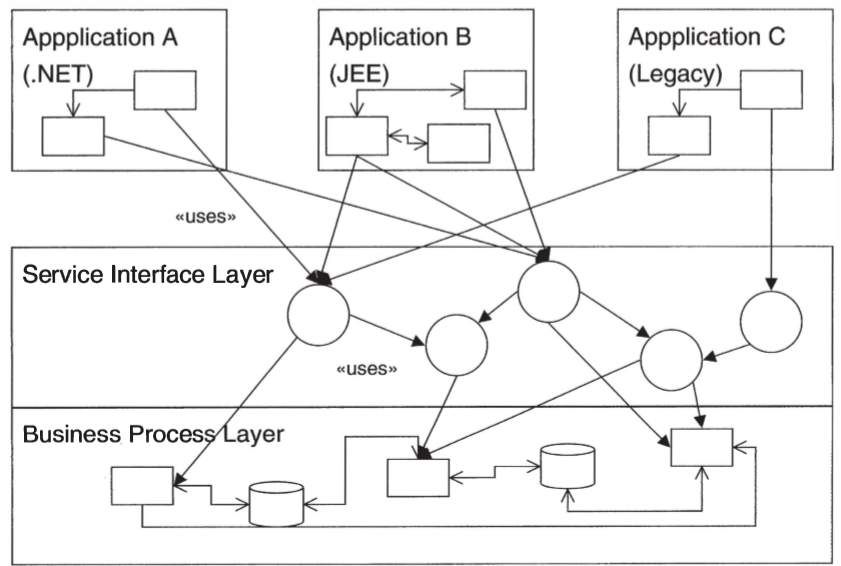 Appplication A
(.NET)
Application B
(JEE)
Appplication C
(Legacy)
«uses»
Service Interface Layer
«uses»
Business Process Layer